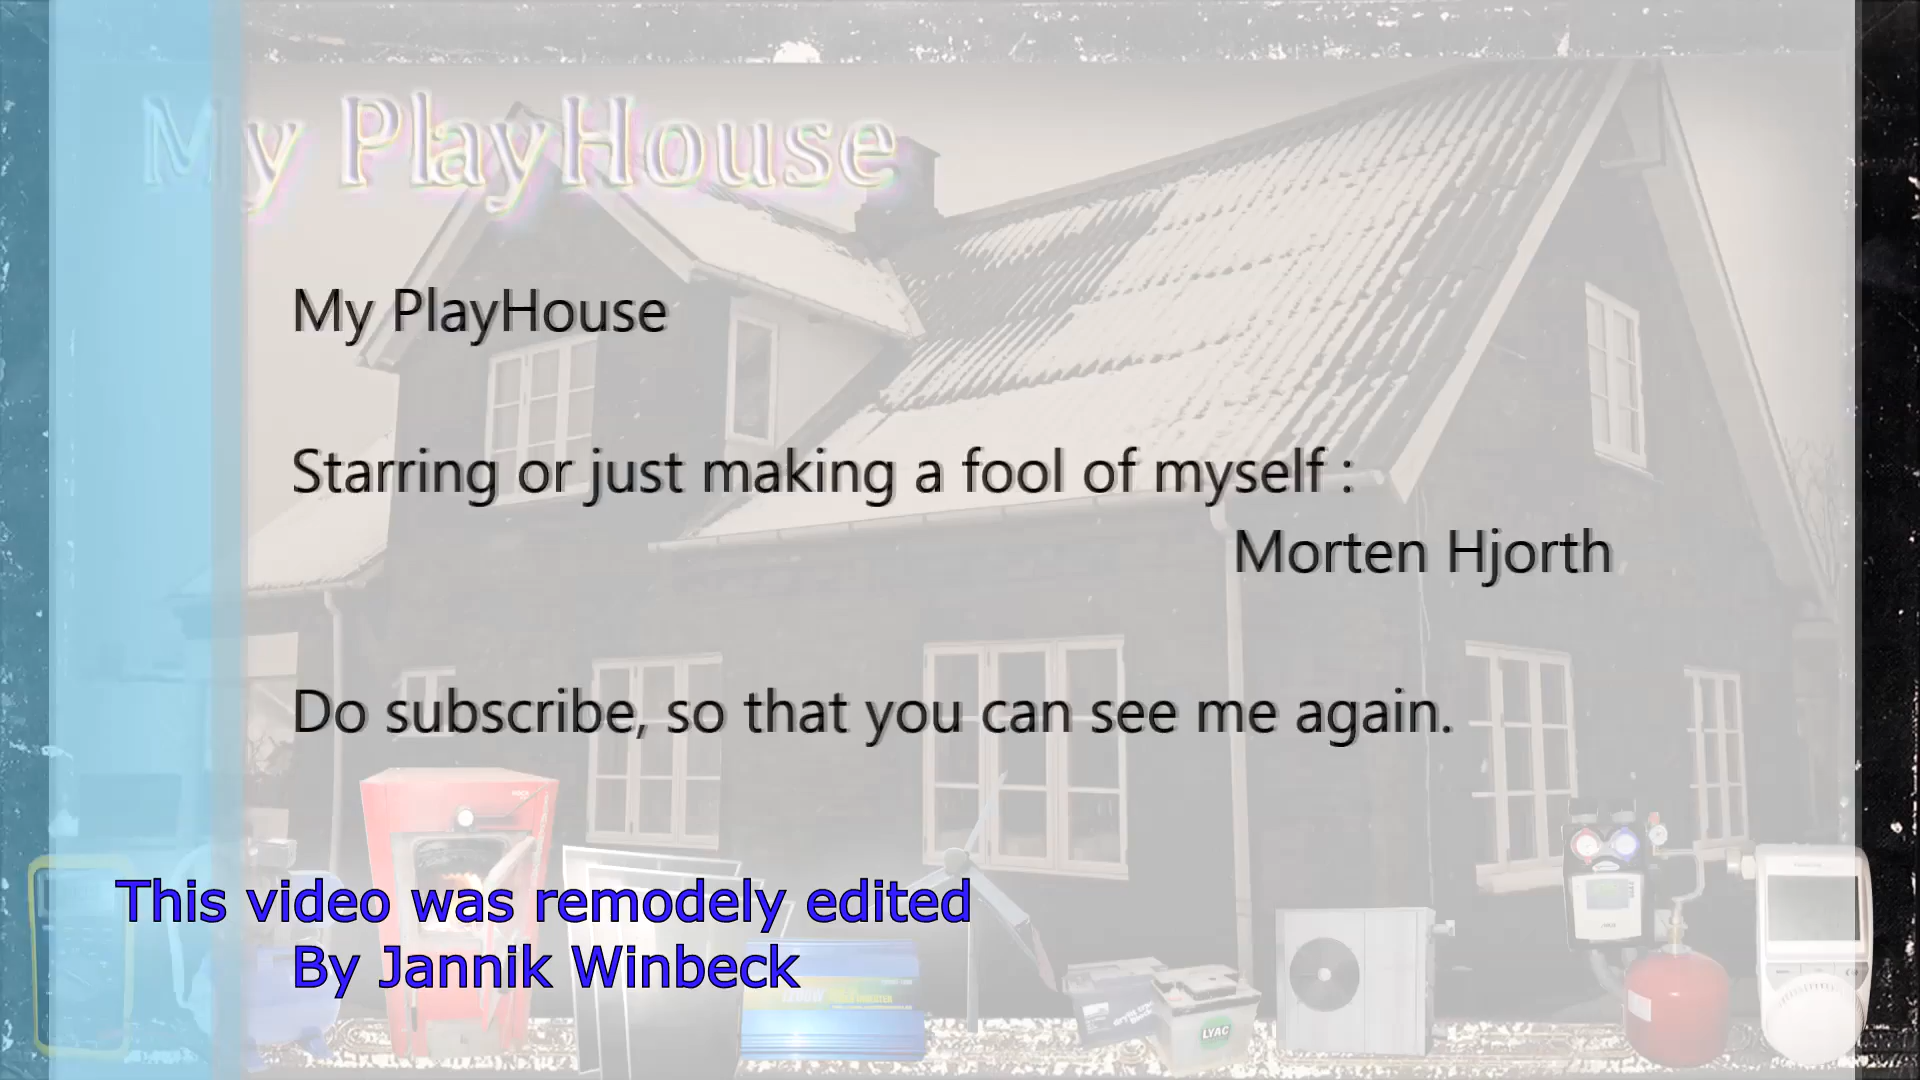 My PlayHouse
My PlayHouse
Starring or just making a fool of myself :
Morten Hjorth
Do subscribe, so that you can see me again.
This video was remodely edited
By Jannik Winbeck
LYAC